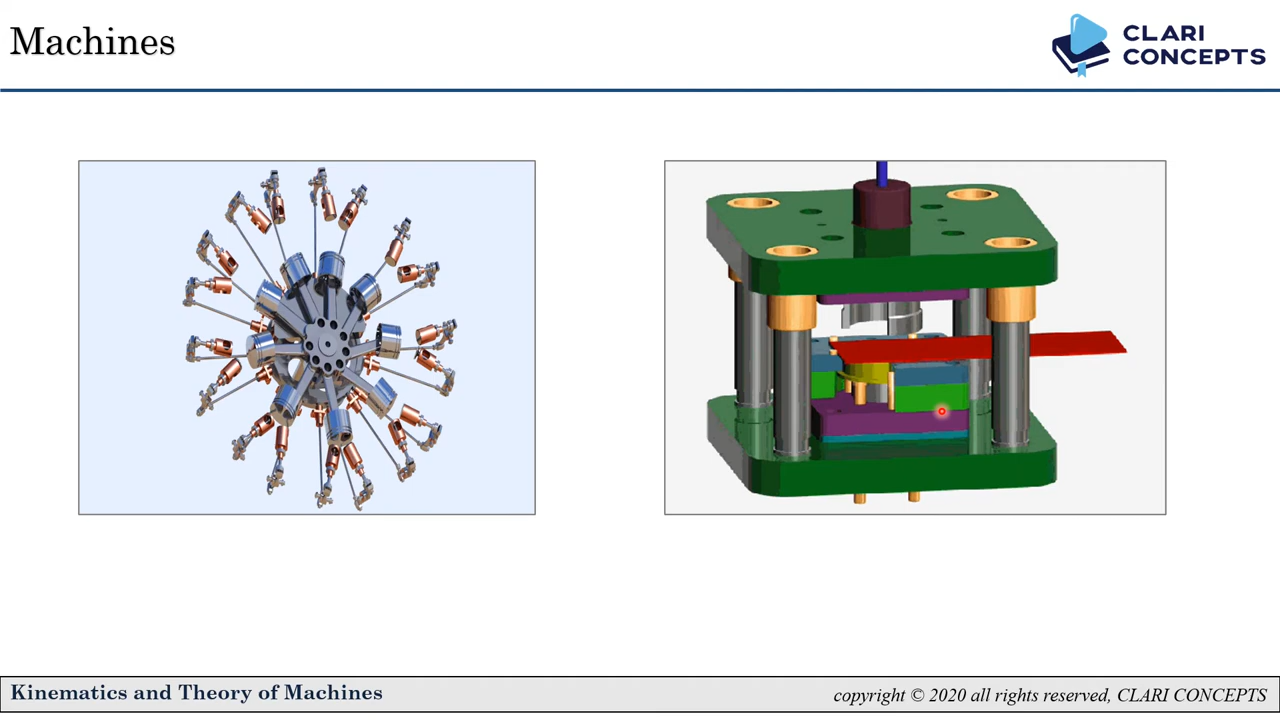 Machines
CLARI
CONCEPTS
Kinematics and Theory of Machines
copyright © 2020 all rights reserved, CLARI CONCEPTS